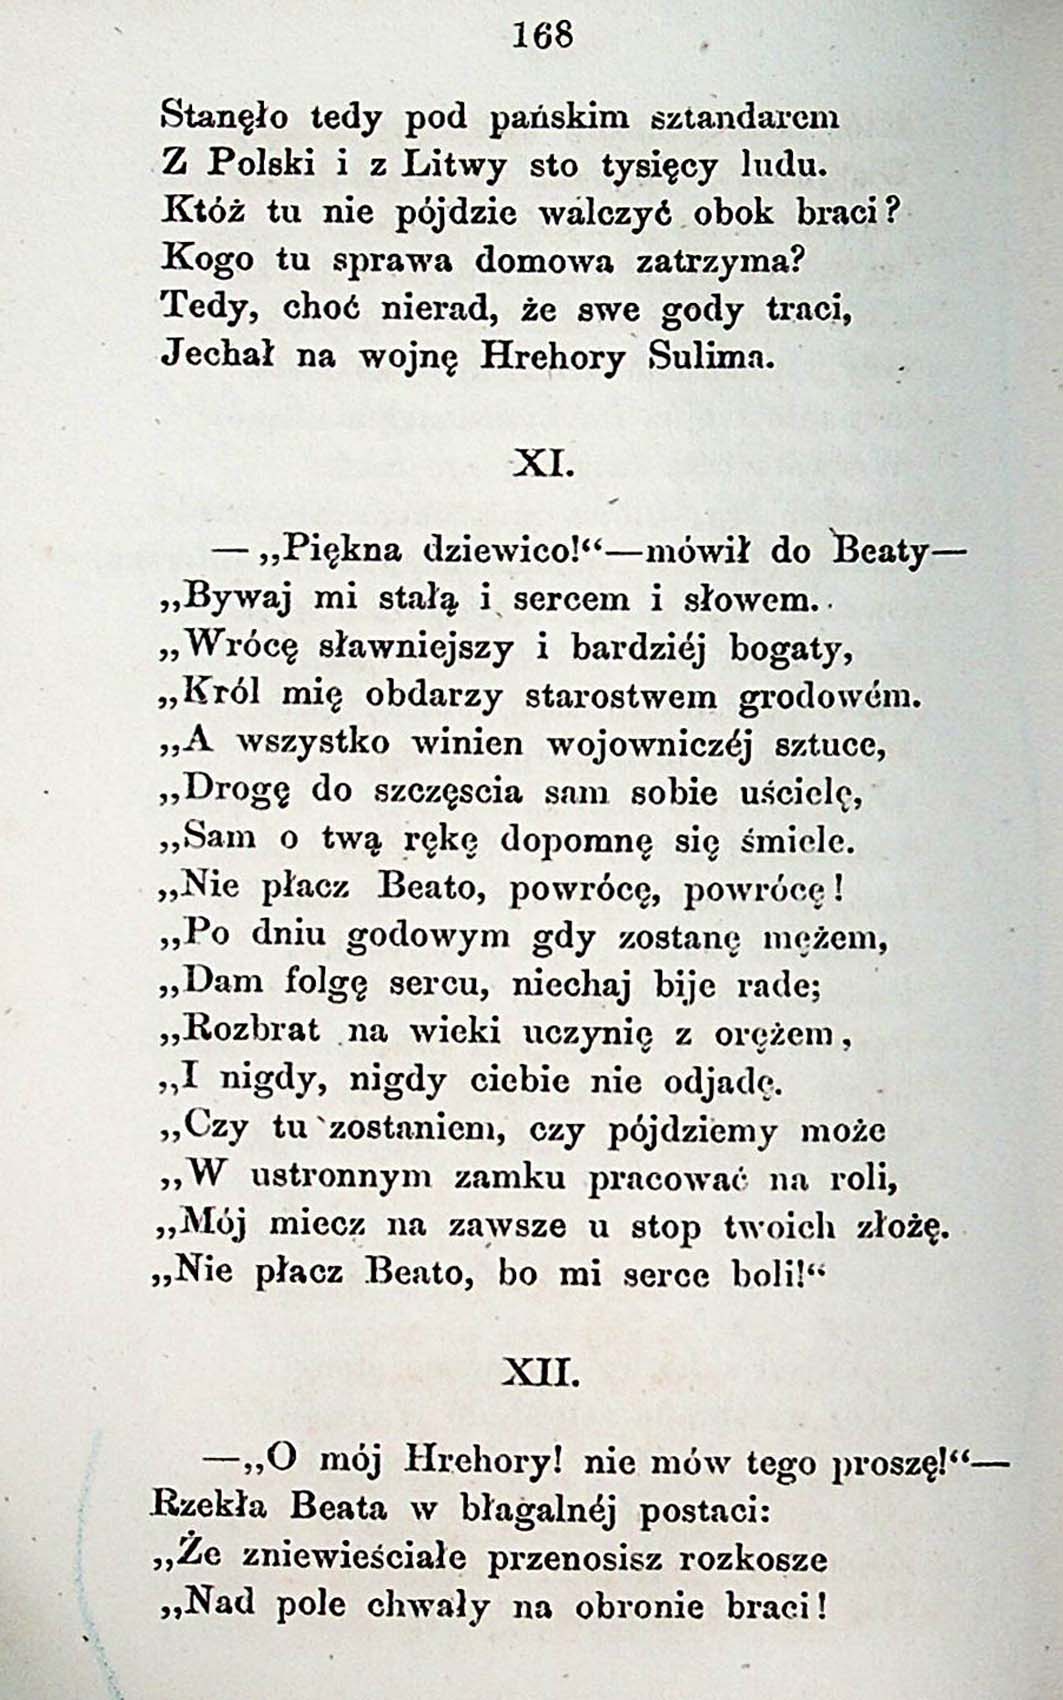 168
Stanęło tedy pod pańskim sztandarem
Z Polski i z Litwy sto tysięcy ludu.
Któż tu nie pójdzie walczyć obok braci?
Kogo tu sprawa domowa zatrzyma?
Tedy, choć nierad, że swe gody traci,
Jechał na wojnę Hrehory Sulima.
XI.
—„Piękna dziewico!“—mówił do Beaty—
„Bywaj mi stałą i sercem i słowem.
„Wrócę sławniejszy i bardziéj bogaty,
„Król mię obdarzy starostwem grodowém.
„A wszystko winien wojowniczéj sztuce,
„Drogę do szczęscia sam sobie uścielę,
„Sam o twą rękę dopomnę się śmiele.
„Nie płacz Beato, powrócę, powrócę!
„Po dniu godowym gdy zostanę mężem,
„Dam folgę sercu, niechaj bije rade;
„Rozbrat na wieki uczynię z orężem,
„I nigdy, nigdy ciebie nie odjadę.
„Czy tu zostaniem, czy pójdziemy może
„W ustronnym zamku pracować na roli,
„Mój miecz na zawsze u stop twoich złożę.
„Nie płacz Beato, bo mi serce boli!“
XII.
—„O mój Hrehory! nie mów tego proszę!“—
Rzekła Beata w błagalnéj postaci:
„Że zniewieściałe przenosisz rozkosze
„Nad pole chwały na obronie braci!